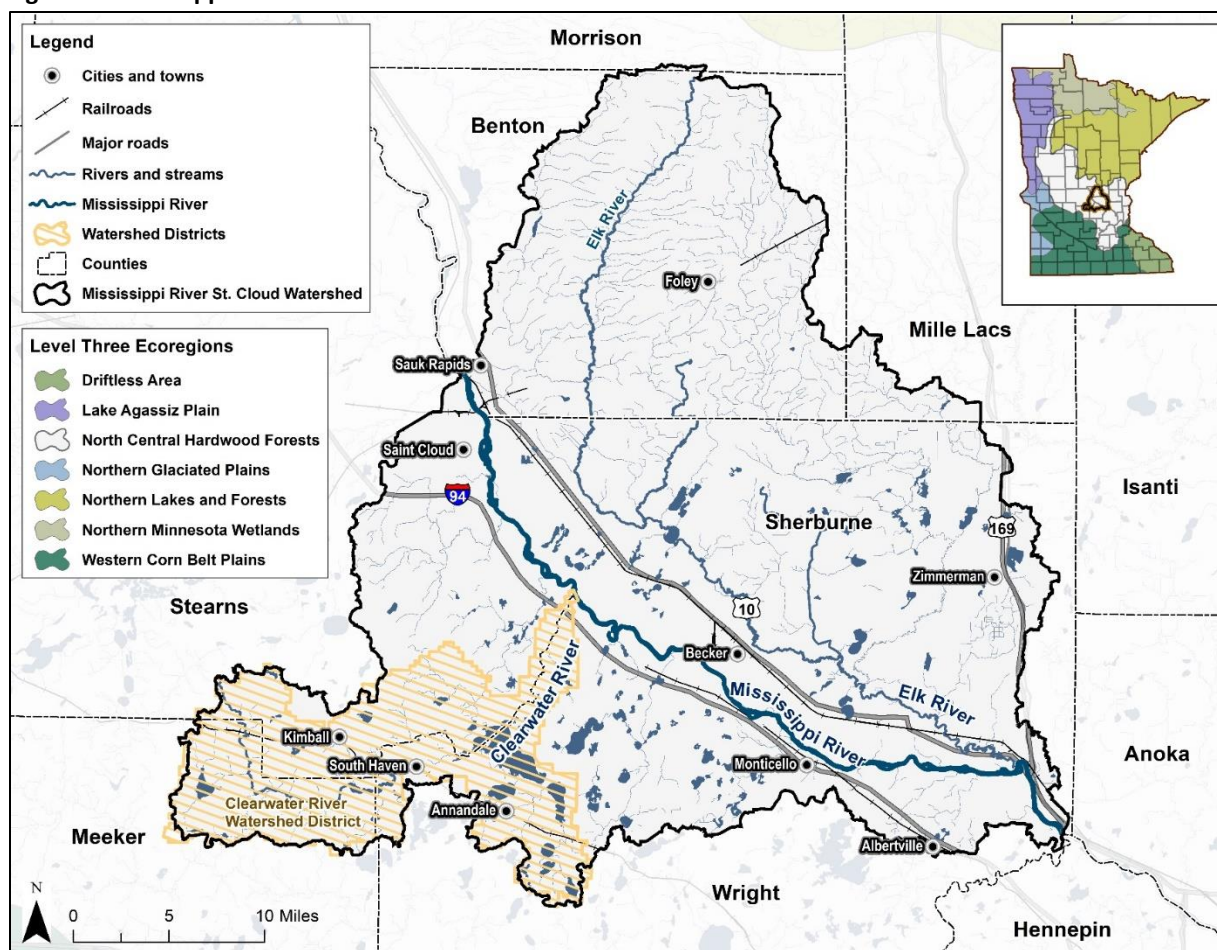 Legend
Cities and towns
Railroads
Major roads
Rivers and streams
Mississippi River
Watershed Districts
Counties
Mississippi River St. Cloud Watershed
Level Three Ecoregions
Driftless Area
Lake Agassiz Plain
North Central Hardwood Forests
Northern Glaciated Plains
Northern Lakes and Forests
Northern Minnesota Wetlands
Western Corn Belt Plains
Morrison
Benton
Elk River
Foley
Mille Lacs
Sauk Rapids
Saint Cloud
94
Sherburne
169
Isanti
Zimmerman
Stearns
10
Becker
Clearwater River
Mississippi River
Elk River
Kimball
South Haven
Monticello
Anoka
Clearwater River
Watershed District
Annandale
Meeker
Albertville
Wright
Hennepin
N
0 5 10 Miles